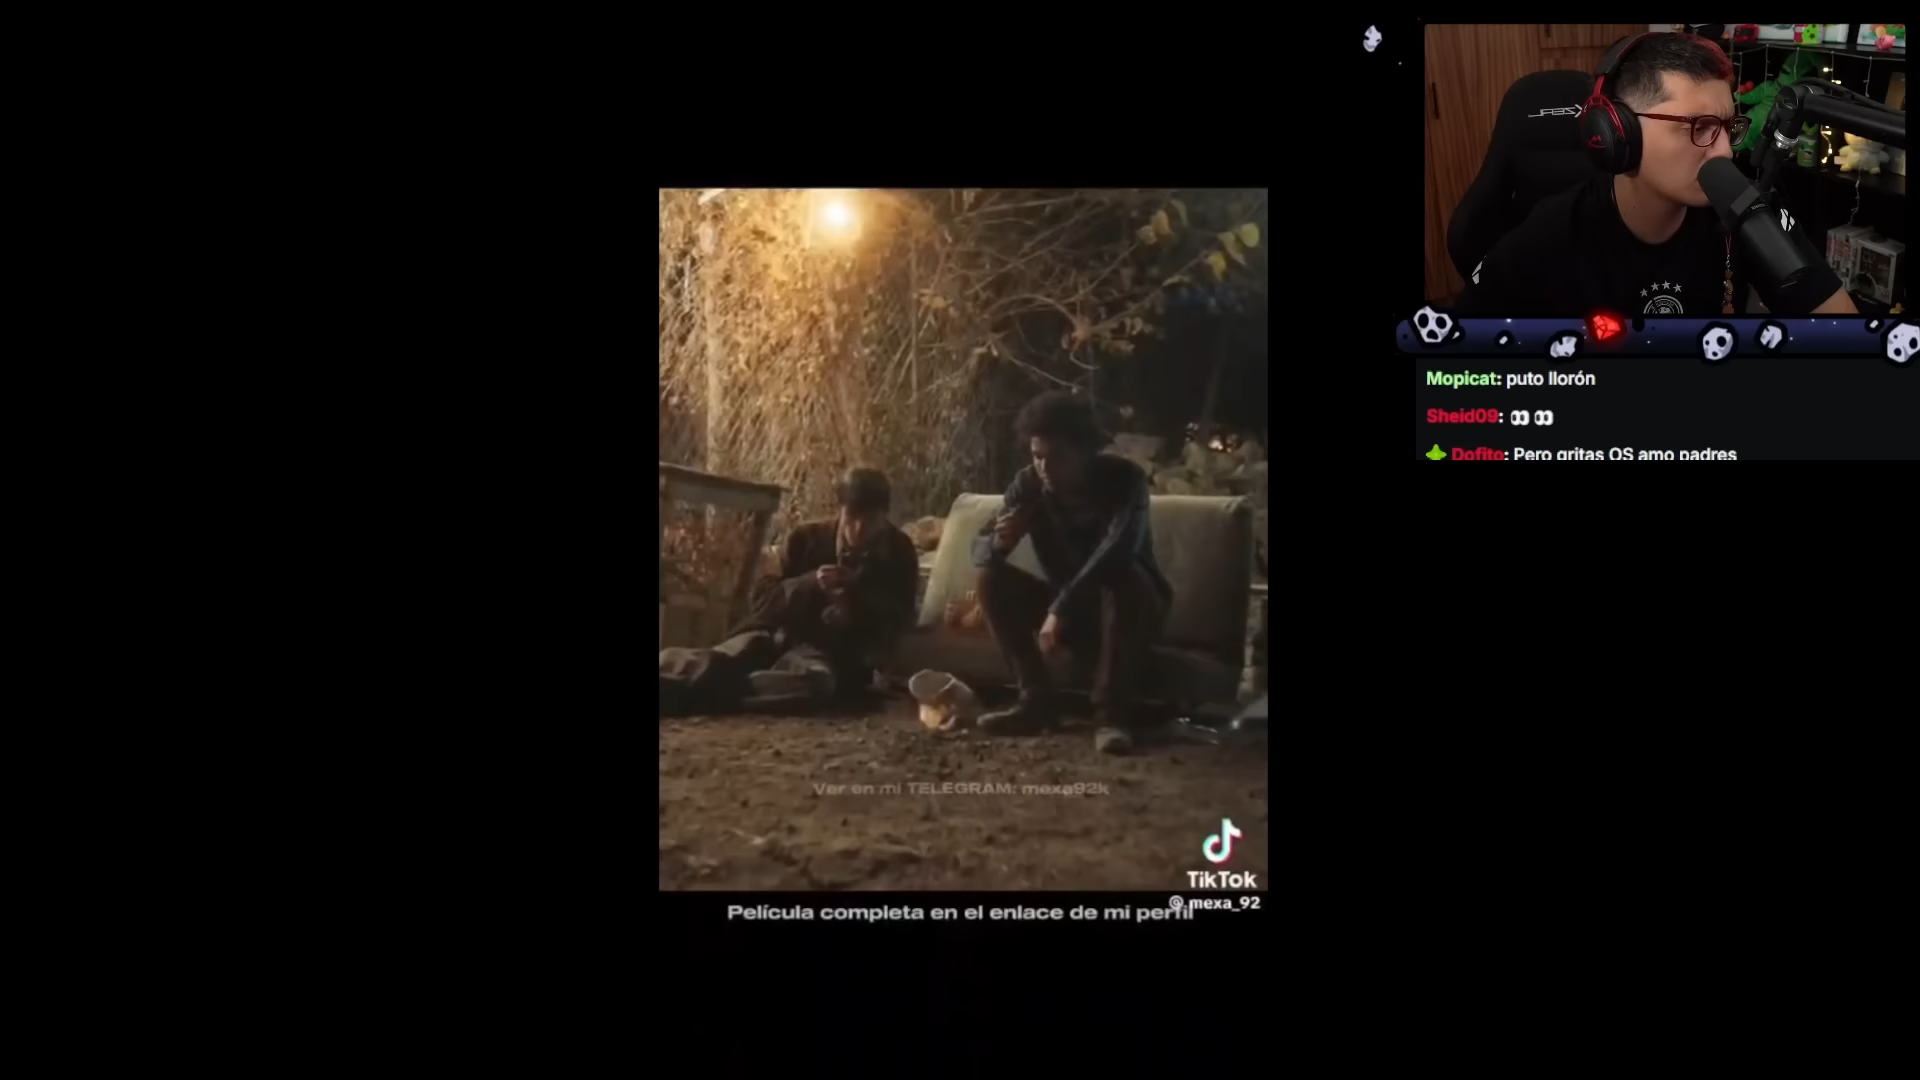 Mopicat: puto llorón
Sheid09:
Dofito: Pero gritas OS amo padres
Ver en mi TELEGRAM: mexa92k
TikTok
@mexa_92
Película completa en el enlace de mi perfil